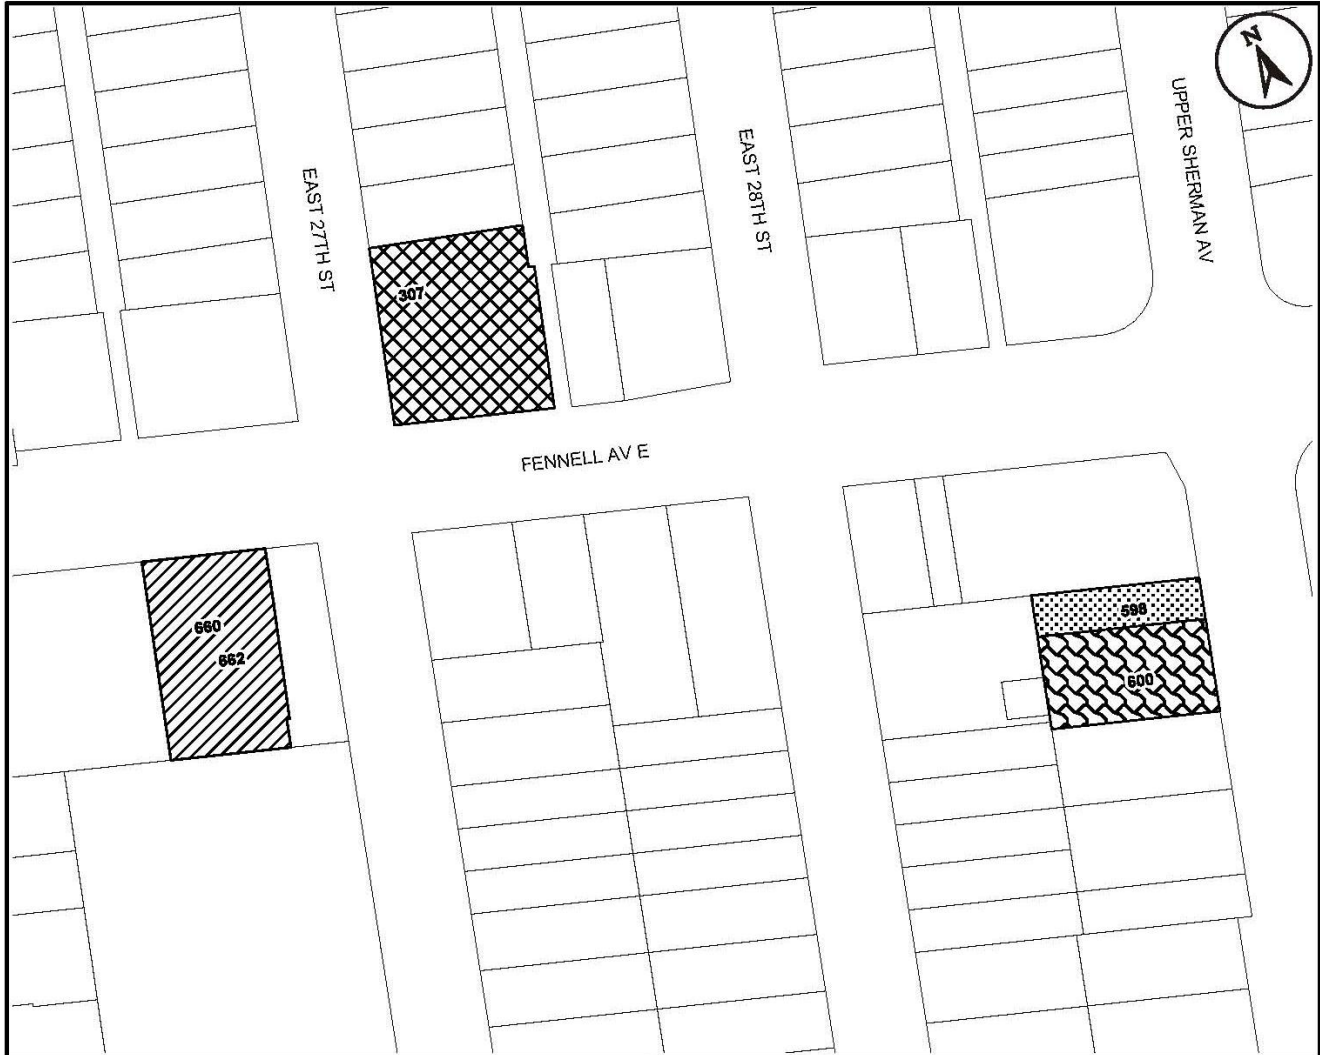 N
UPPER SHERMAN AV
EAST 28TH ST
EAST 27TH ST
307
FENNELL AV E
598
660
662
600